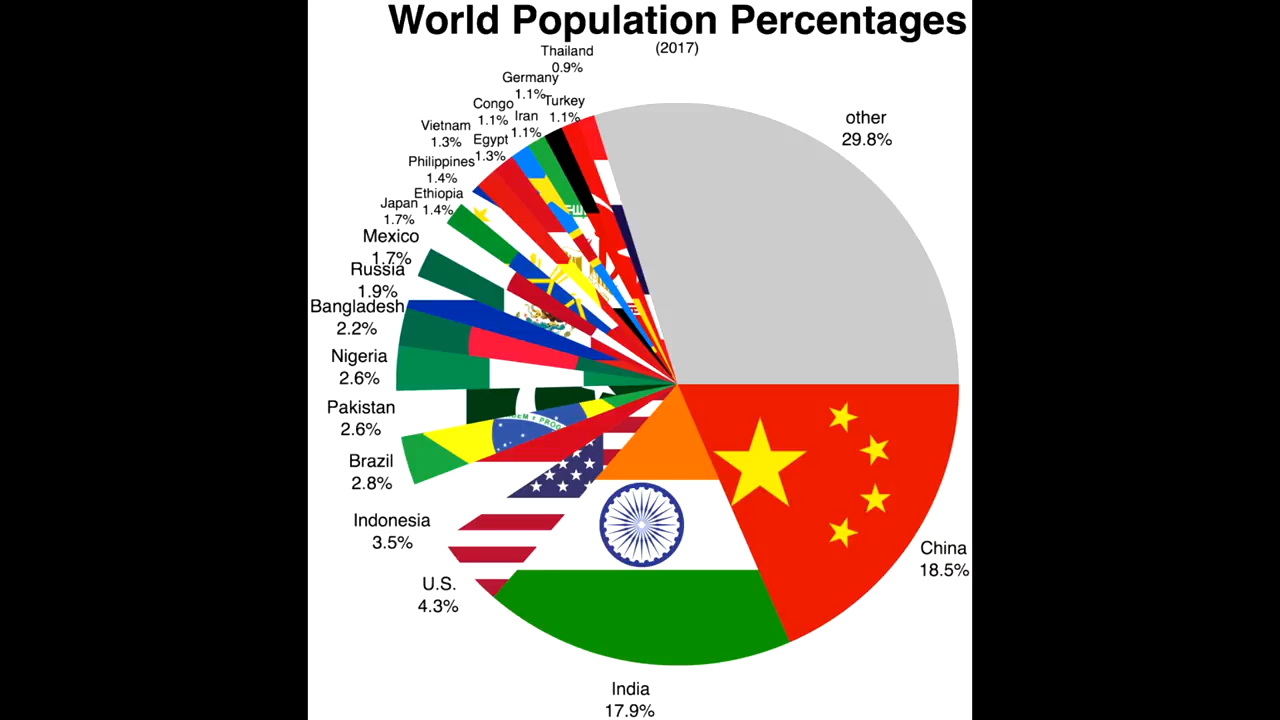 World Population Percentages
(2017)
Thailand
0.9%
Germany
1.1%
Turkey
1.1%
Congo
1.1%
Iran
1.1%
Vietnam
1.3%
Egypt
1.3%
Philippines
1.4%
Ethiopia
1.4%
Japan
1.7%
Mexico
1.7%
Russia
1.9%
Bangladesh
2.2%
Nigeria
2.6%
Pakistan
2.6%
Brazil
2.8%
Indonesia
3.5%
U.S.
4.3%
India
17.9%
China
18.5%
other
29.8%